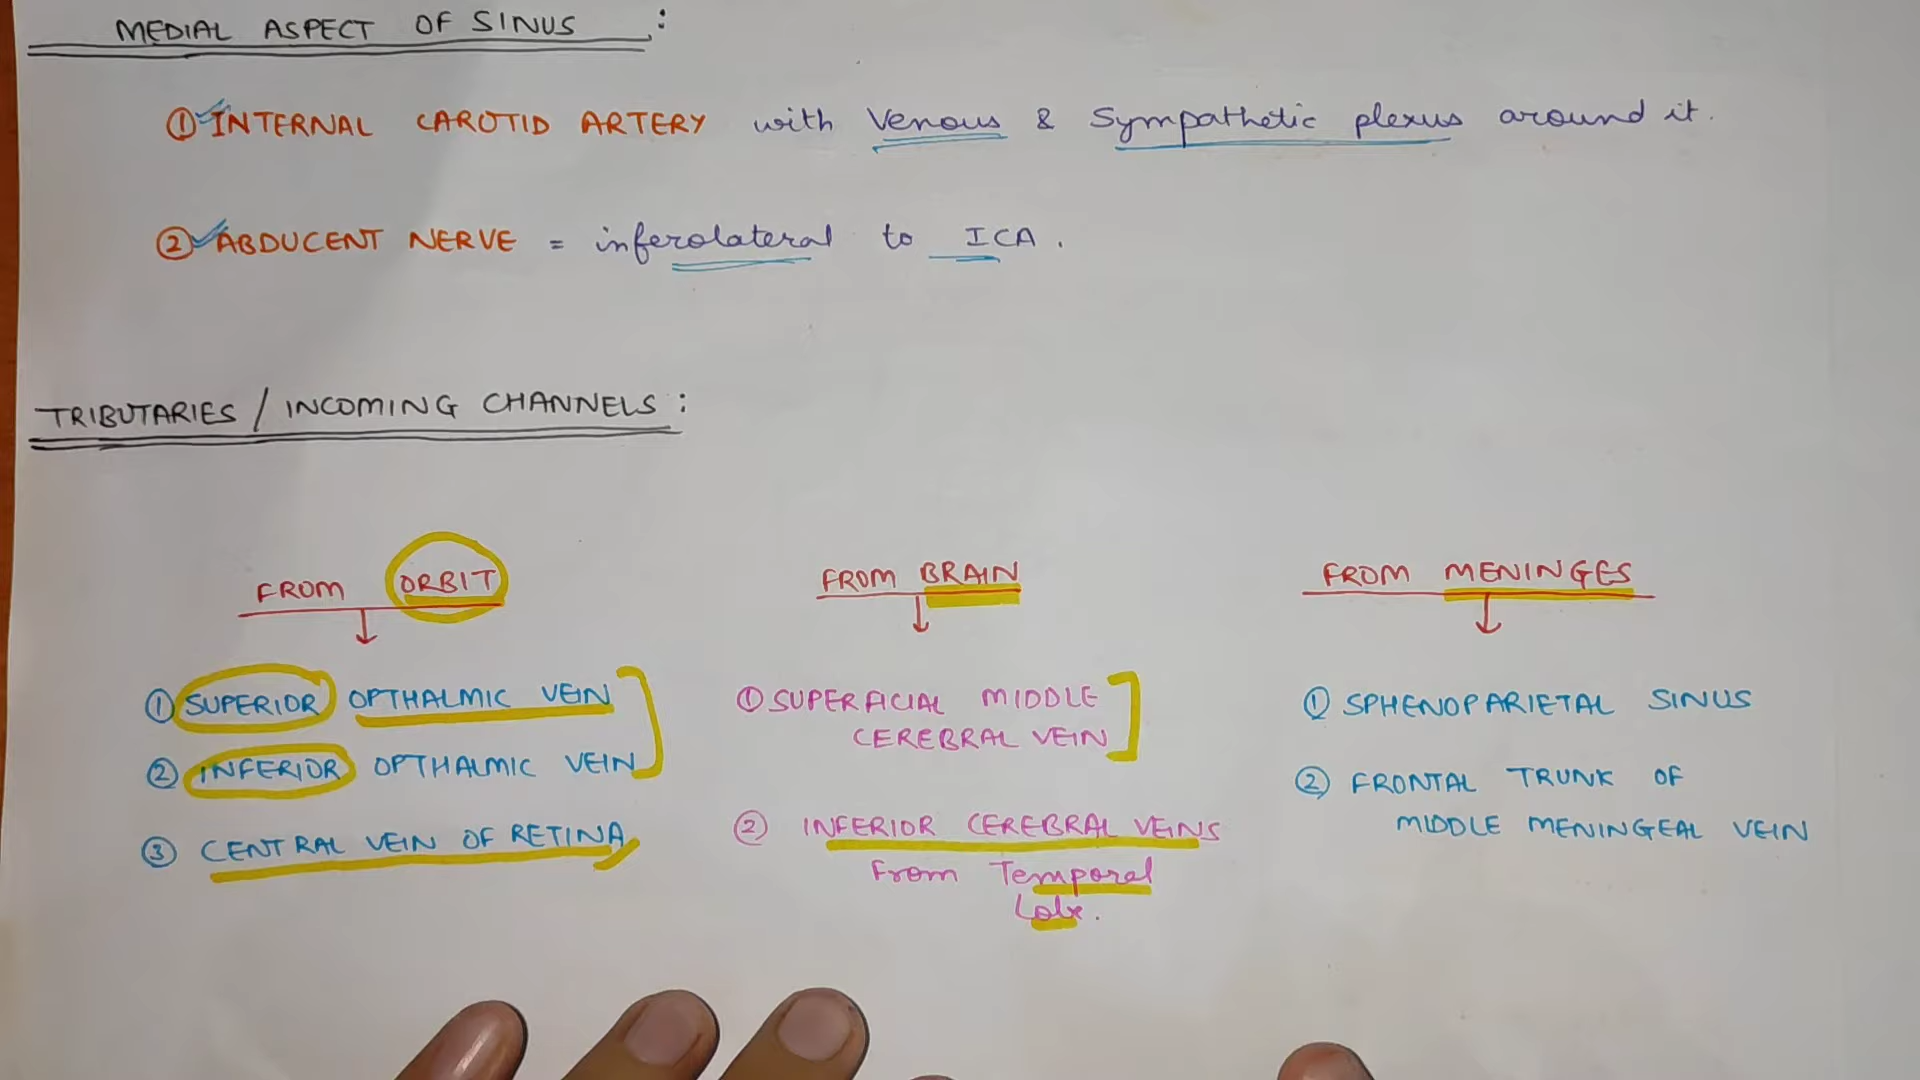 MEDIAL ASPECT OF SINUS :
① INTERNAL CAROTID ARTERY with Venous & Sympathetic plexus around it.
② ABDUCENT NERVE = inferolateral to ICA.
TRIBUTARIES / INCOMING CHANNELS :
FROM ORBIT
① SUPERIOR OPTHALMIC VEIN
② INFERIOR OPTHALMIC VEIN
③ CENTRAL VEIN OF RETINA
FROM BRAIN
① SUPERFICIAL MIDDLE
CEREBRAL VEIN
② INFERIOR CEREBRAL VEINS
From Temporal
Lobe.
FROM MENINGES
① SPHENOPARIETAL SINUS
② FRONTAL TRUNK OF
MIDDLE MENINGEAL VEIN